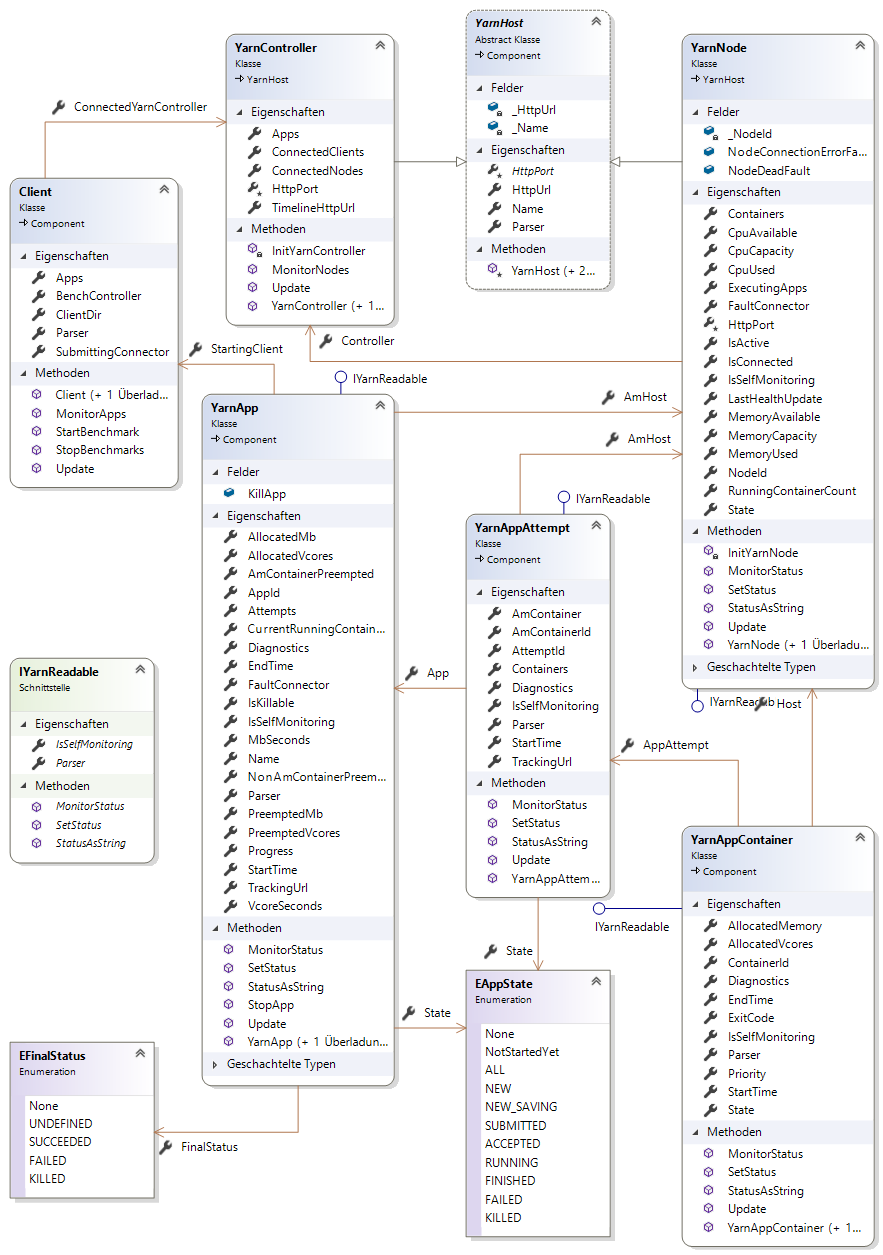 YarnController
Klasse
YarnHost
Eigenschaften
Apps
ConnectedClients
ConnectedNodes
HttpPort
TimelineHttpUrl
Methoden
InitYarnController
MonitorNodes
Update
YarnController (+ 1...
YarnHost
Abstract Klasse
Component
Felder
_HttpUrl
_Name
Eigenschaften
HttpPort
HttpUrl
Name
Parser
Methoden
YarnHost (+ 2...
YarnNode
Klasse
YarnHost
Felder
_NodeId
NodeConnectionErrorFa...
NodeDeadFault
Eigenschaften
Containers
CpuAvailable
CpuCapacity
CpuUsed
ExecutingApps
FaultConnector
HttpPort
IsActive
IsConnected
IsSelfMonitoring
LastHealthUpdate
MemoryAvailable
MemoryCapacity
MemoryUsed
NodeId
RunningContainerCount
State
Methoden
InitYarnNode
MonitorStatus
SetStatus
StatusAsString
Update
YarnNode (+ 1 Überladu...
Geschachtelte Typen
ConnectedYarnController
Client
Klasse
Component
Eigenschaften
Apps
BenchController
ClientDir
Parser
SubmittingConnector
Methoden
Client (+ 1 Überlad...
MonitorApps
StartBenchmark
StopBenchmarks
Update
StartingClient
Controller
IYarnReadable
AmHost
AmHost
IYarnReadable
YarnApp
Klasse
Component
Felder
KillApp
Eigenschaften
AllocatedMb
AllocatedVcores
AmContainerPreempted
AppId
Attempts
CurrentRunningContain...
Diagnostics
EndTime
FaultConnector
IsKillable
IsSelfMonitoring
MbSeconds
Name
NonAmContainerPreem...
Parser
PreemptedMb
PreemptedVcores
Progress
StartTime
TrackingUrl
VcoreSeconds
Methoden
MonitorStatus
SetStatus
StatusAsString
StopApp
Update
YarnApp (+ 1 Überladun...
Geschachtelte Typen
YarnAppAttempt
Klasse
Component
Eigenschaften
AmContainer
AmContainerId
AttemptId
Containers
Diagnostics
IsSelfMonitoring
Parser
StartTime
TrackingUrl
Methoden
MonitorStatus
SetStatus
StatusAsString
Update
YarnAppAttem...
App
Host
AppAttempt
IYarnReadable
Schnittstelle
Eigenschaften
IsSelfMonitoring
Parser
Methoden
MonitorStatus
SetStatus
StatusAsString
YarnAppContainer
Klasse
Component
Eigenschaften
AllocatedMemory
AllocatedVcores
ContainerId
Diagnostics
EndTime
ExitCode
IsSelfMonitoring
Parser
Priority
StartTime
State
Methoden
MonitorStatus
SetStatus
StatusAsString
Update
YarnAppContainer (+ 1...
IYarnReadable
State
State
EAppState
Enumeration
None
NotStartedYet
ALL
NEW
NEW_SAVING
SUBMITTED
ACCEPTED
RUNNING
FINISHED
FAILED
KILLED
EFinalStatus
Enumeration
None
UNDEFINED
SUCCEEDED
FAILED
KILLED
FinalStatus